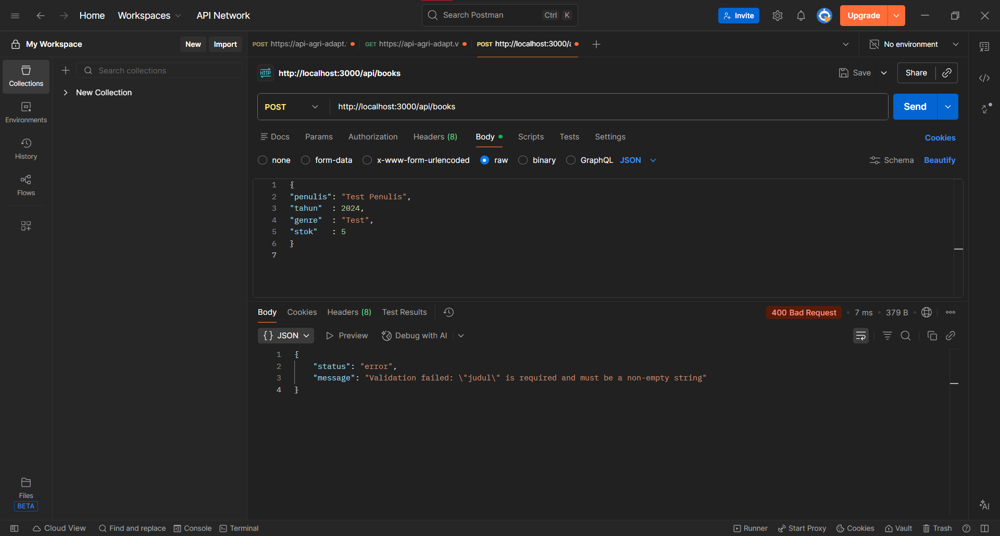 Home Workspaces API Network
Search Postman Ctrl K
Invite Upgrade
My Workspace New Import
POST https://api-agri-adapt. GET https://api-agri-adapt.v POST http://localhost:3000/a
No environment
Collections
Search collections
New Collection
Environments
History
Flows
Files
BETA
HTTP http://localhost:3000/api/books
Save Share
POST http://localhost:3000/api/books Send
Docs Params Authorization Headers (8) Body Scripts Tests Settings Cookies
none form-data x-www-form-urlencoded raw binary GraphQL JSON Schema Beautify
1 {
2 "penulis": "Test Penulis",
3 "tahun"  : 2024,
4 "genre"  : "Test",
5 "stok"   : 5
6 }
7
Body Cookies Headers (8) Test Results
400 Bad Request • 7 ms • 379 B •
{} JSON Preview Debug with AI
1 {
2     "status": "error",
3     "message": "Validation failed: \"judul\" is required and must be a non-empty string"
4 }
AI
Cloud View Find and replace Console Terminal
Runner Start Proxy Cookies Vault Trash